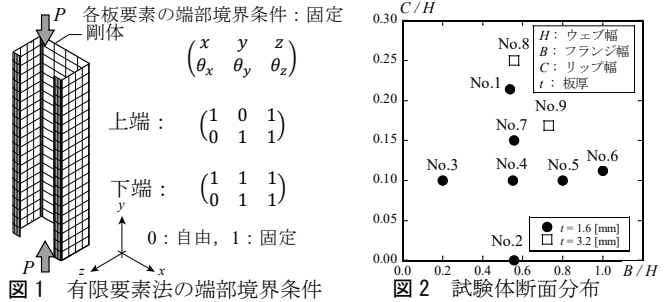 P 各板要素の端部境界条件：固定
剛体
x y z
θx θy θz
上端：
1 0 1
0 1 1
下端：
1 1 1
0 1 1
y
z
x
P
0：自由，1：固定
図 1 有限要素法の端部境界条件
C / H
0.30
0.25
0.20
0.15
0.10
0.05
0.00
0.0 0.2 0.4 0.6 0.8 1.0
B / H
H：ウェブ幅
B：フランジ幅
C：リップ幅
t：板厚
No.8
No.1
No.9
No.7
No.3
No.4
No.5
No.6
No.2
t = 1.6 [mm]
t = 3.2 [mm]
図 2 試験体断面分布